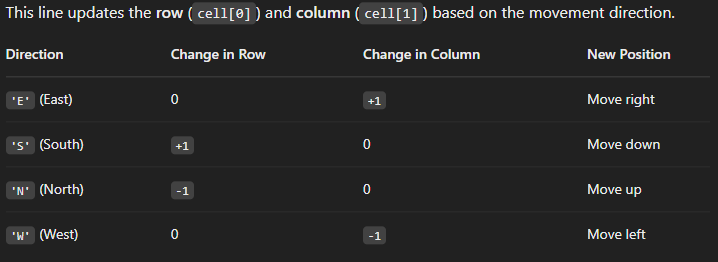 This line updates the row ( cell[0] ) and column ( cell[1] ) based on the movement direction.
Direction Change in Row Change in Column New Position
'E' (East) 0 +1 Move right
'S' (South) +1 0 Move down
'N' (North) -1 0 Move up
'W' (West) 0 -1 Move left